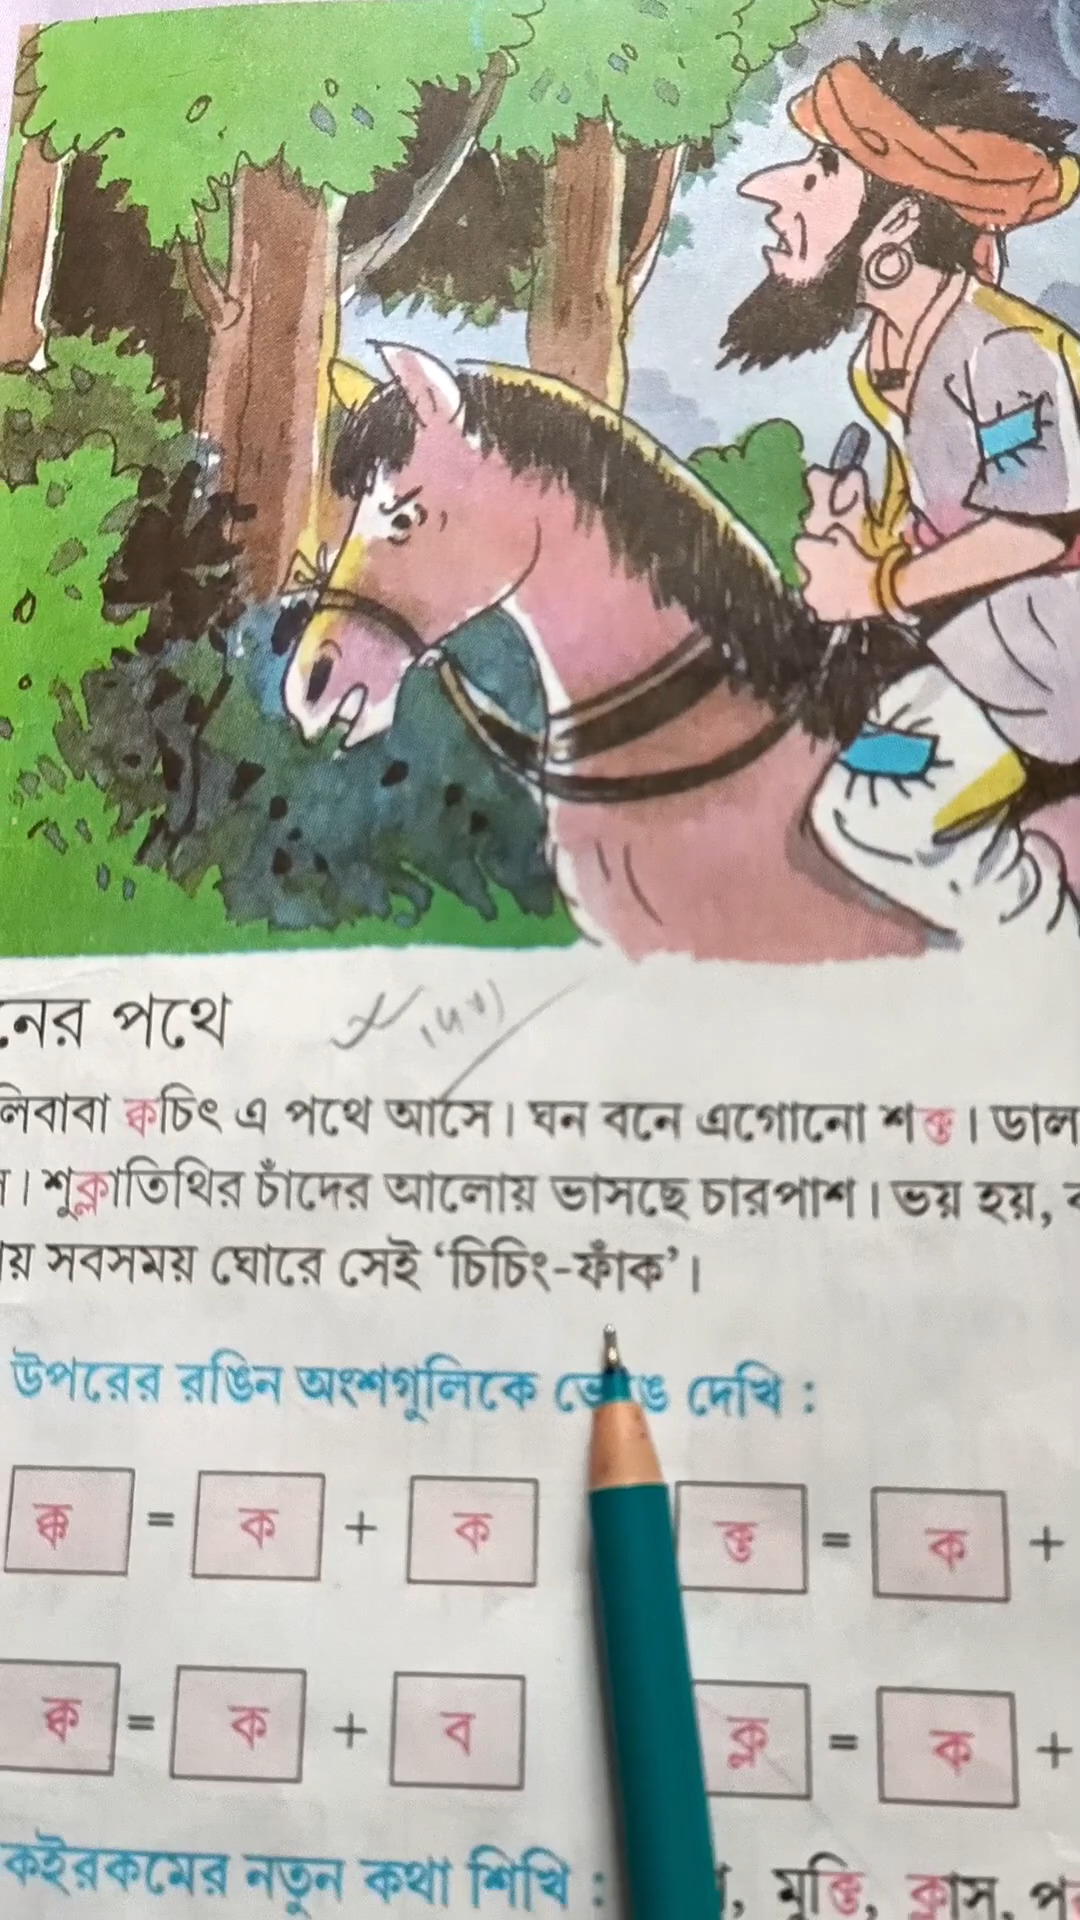 নের পথে
লিবাবা ক্বচিৎ এ পথে আসে। ঘন বনে এগোনো শক্ত। ডাল
। শুক্লাতিথির চাঁদের আলোয় ভাসছে চারপাশ। ভয় হয়,
য় সবসময় ঘোরে সেই ‘চিচিং-ফাঁক’।
উপরের রঙিন অংশগুলিকে দেখি :
ক্ক = ক + ক ক্ত = ক +
ক্ব = ক + ব ক্ল = ক +
কইরকমের নতুন কথা শিখি : , মুক্তি, ক্লাস, প